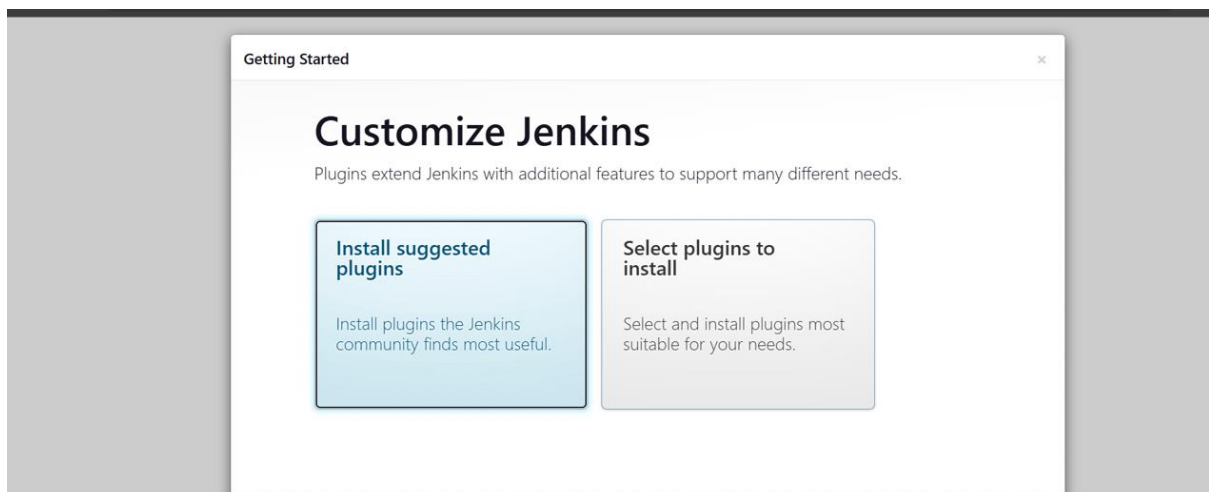 Getting Started
×
Customize Jenkins
Plugins extend Jenkins with additional features to support many different needs.
Install suggested
plugins
Install plugins the Jenkins
community finds most useful.
Select plugins to
install
Select and install plugins most
suitable for your needs.